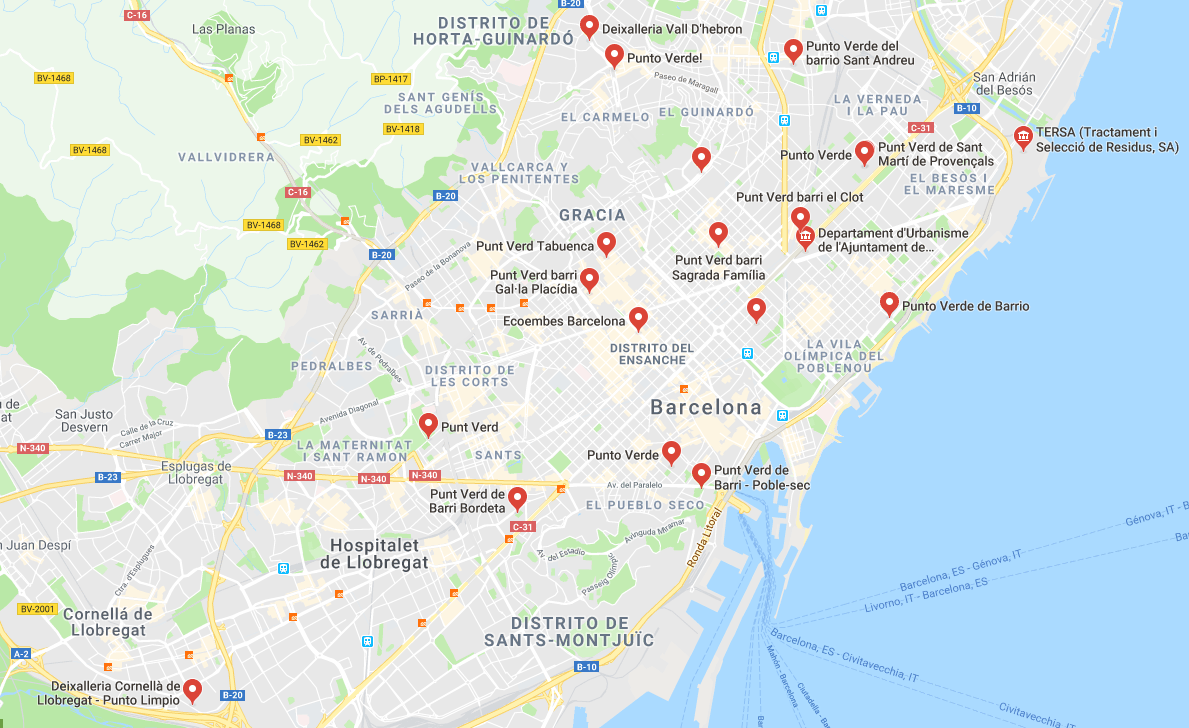 B-20
C-16
DISTRITO DE
HORTA-GUINARDÓ
Las Planas
Deixalleria Vall D'hebron
Punto Verde!
Punto Verde del
barrio Sant Andreu
BV-1468
BP-1417
Paseo de Maragall
San Adrián
del Besós
SANT GENÍS
DELS AGUDELLS
LA VERNEDA
I LA PAU
B-10
EL CARMELO
EL GUINARDÓ
BV-1418
C-31
TERSA (Tractament i
Selecció de Residus, SA)
BV-1462
BV-1468
VALLVIDRERA
Punto Verde
Punt Verd de Sant
Martí de Provençals
VALLCARCA Y
LOS PENITENTES
EL BESÒS I
EL MARESME
C-16
B-20
Punt Verd barri el Clot
GRACIA
BV-1468
BV-1462
Departament d'Urbanisme
de l'Ajuntament de...
Punt Verd Tabuenca
B-20
Paseo de la Bonanova
Punt Verd barri
Sagrada Família
Punt Verd barri
Gal·la Placídia
Punto Verde de Barrio
SARRIÀ
Ecoembes Barcelona
DISTRITO DEL
ENSANCHE
LA VILA
OLÍMPICA DEL
POBLENOU
Av. de Pedralbes
PEDRALBES
DISTRITO DE
LES CORTS
Barcelona
ju de
at
San Justo
Desvern
Avenida Diagonal
Calle de la Cruz
Carrer Major
Punt Verd
B-23
N-340
LA MATERNITAT
I SANT RAMON
SANTS
Punto Verde
Esplugas de
Llobregat
B-23
N-340
N-340
N-340
Punt Verd de
Barri - Poble-sec
Av. del Paralelo
Punt Verd de
Barri Bordeta
EL PUEBLO SECO
C-31
Génova, IT - B
Ba
Avinguda Miramar
Ronda Litoral
n Juan Despí
Hospitalet
de Llobregat
Av. del Estadio
Ctra. d'Esplugues
Passeig Olímpic
Barcelona, ES - Génova, IT
Livorno, IT - Barcelona, ES
BV-2001
Cornellá de
Llobregat
DISTRITO DE
SANTS-MONTJUÏC
Barcelona, ES - Civitavecchia, IT
Civitavecchia, IT
Mahón - Barcelona
A-2
B-10
Deixalleria Cornellà de
Llobregat - Punto Limpio
B-20
Ciutadella - Barcelona
Barcelona